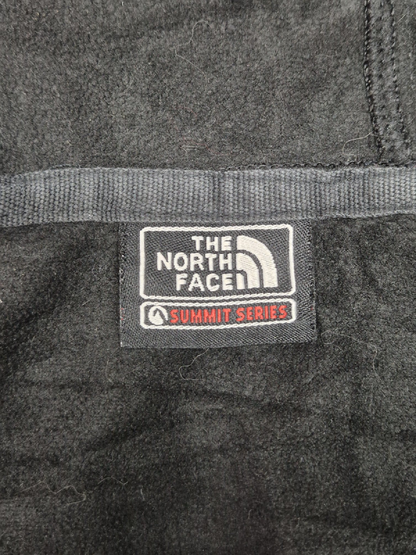 THE
NORTH
FACE
SUMMIT SERIES